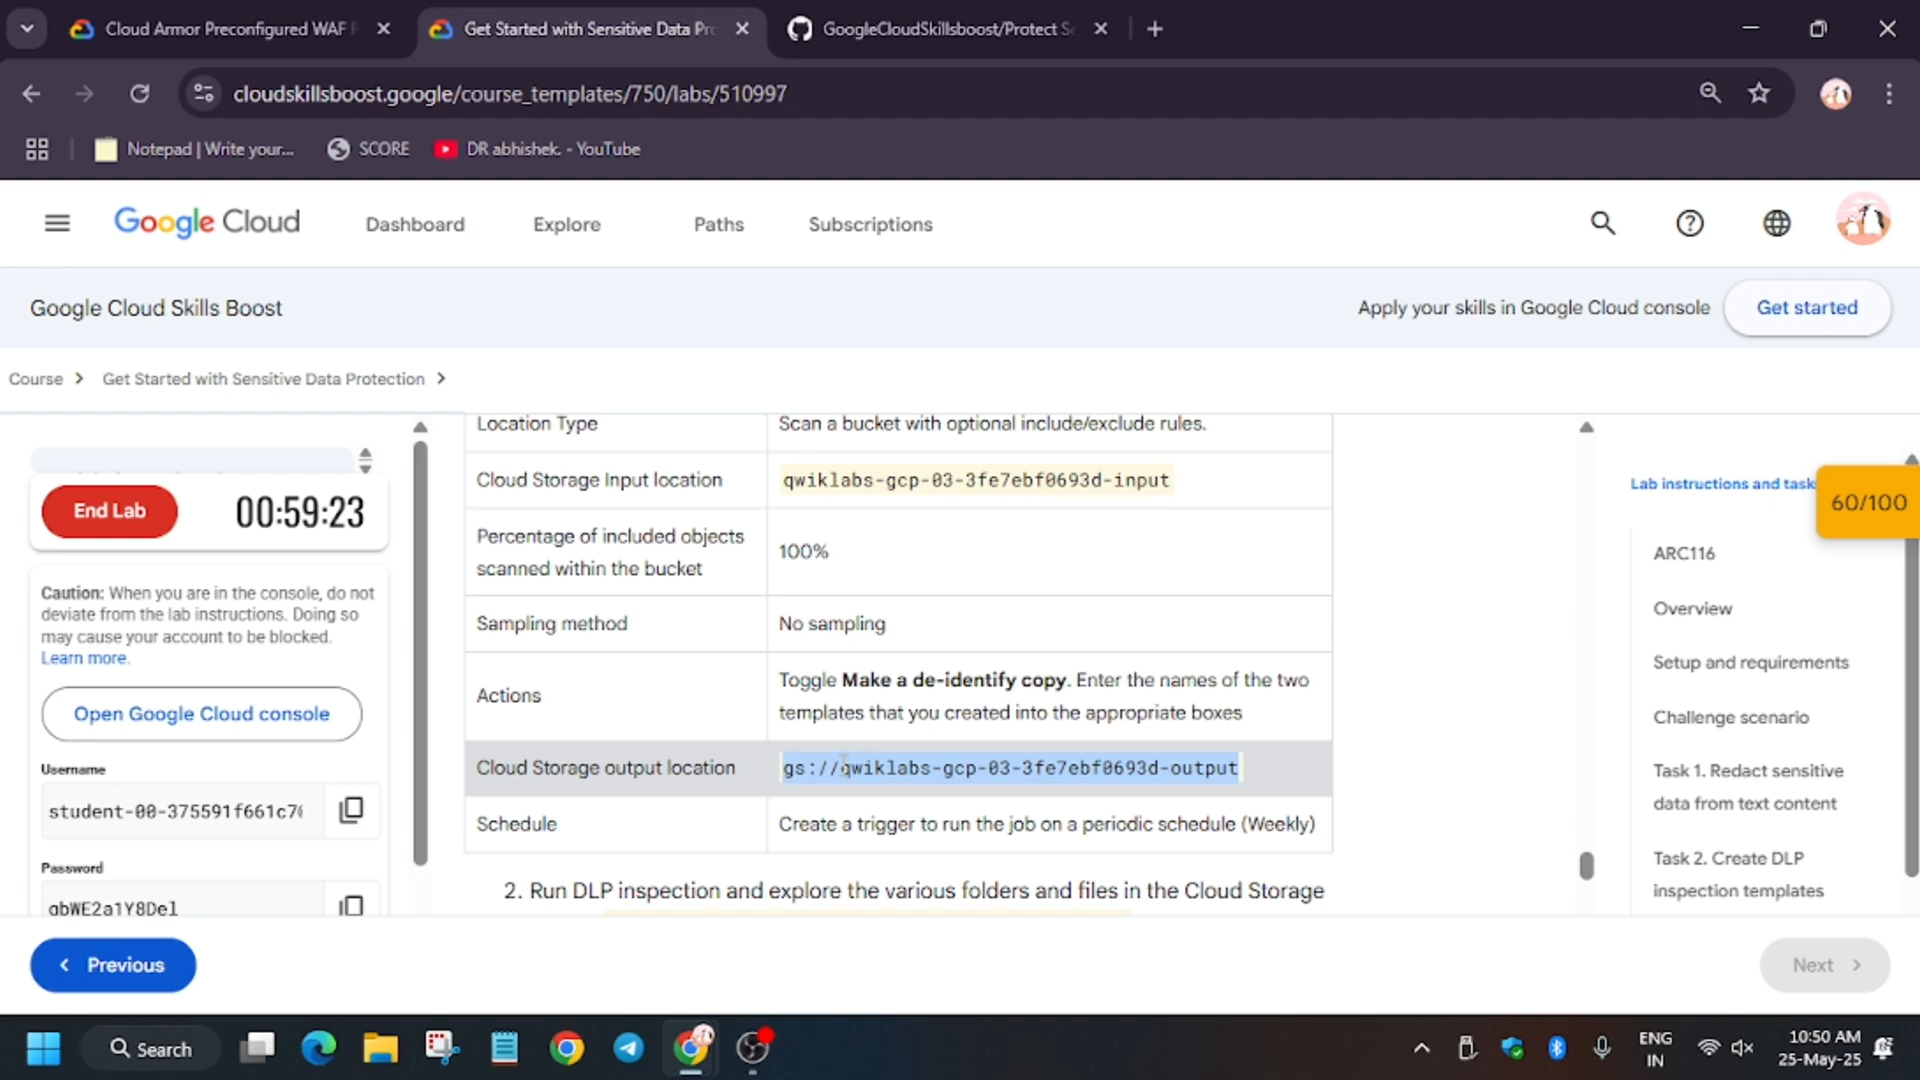 Cloud Armor Preconfigured WAF
Get Started with Sensitive Data Pr
GoogleCloudSkillsboost/Protect Se
cloudskillsboost.google/course_templates/750/labs/510997
Notepad | Write your...
SCORE
DR abhishek. - YouTube
Google Cloud
Dashboard
Explore
Paths
Subscriptions
Google Cloud Skills Boost
Apply your skills in Google Cloud console
Get started
Course
Get Started with Sensitive Data Protection
End Lab
00:59:23
Caution: When you are in the console, do not
deviate from the lab instructions. Doing so
may cause your account to be blocked.
Learn more.
Open Google Cloud console
Username
student-00-375591f661c7
Password
qbWE2a1Y8Del
Location Type
Scan a bucket with optional include/exclude rules.
Cloud Storage Input location
qwiklabs-gcp-03-3fe7ebf0693d-input
Percentage of included objects
scanned within the bucket
100%
Sampling method
No sampling
Actions
Toggle Make a de-identify copy. Enter the names of the two
templates that you created into the appropriate boxes
Cloud Storage output location
gs://qwiklabs-gcp-03-3fe7ebf0693d-output
Schedule
Create a trigger to run the job on a periodic schedule (Weekly)
2. Run DLP inspection and explore the various folders and files in the Cloud Storage
Lab instructions and task
60/100
ARC116
Overview
Setup and requirements
Challenge scenario
Task 1. Redact sensitive
data from text content
Task 2. Create DLP
inspection templates
Previous
Next
Search
ENG
IN
10:50 AM
25-May-25